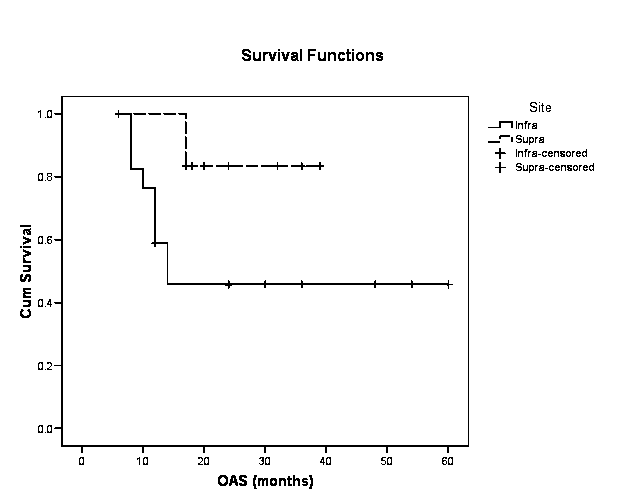 Survival Functions
Site
Infra
Supra
Infra-censored
Supra-censored
1.0
0.8
0.6
0.4
0.2
0.0
Cum Survival
0 10 20 30 40 50 60
OAS (months)